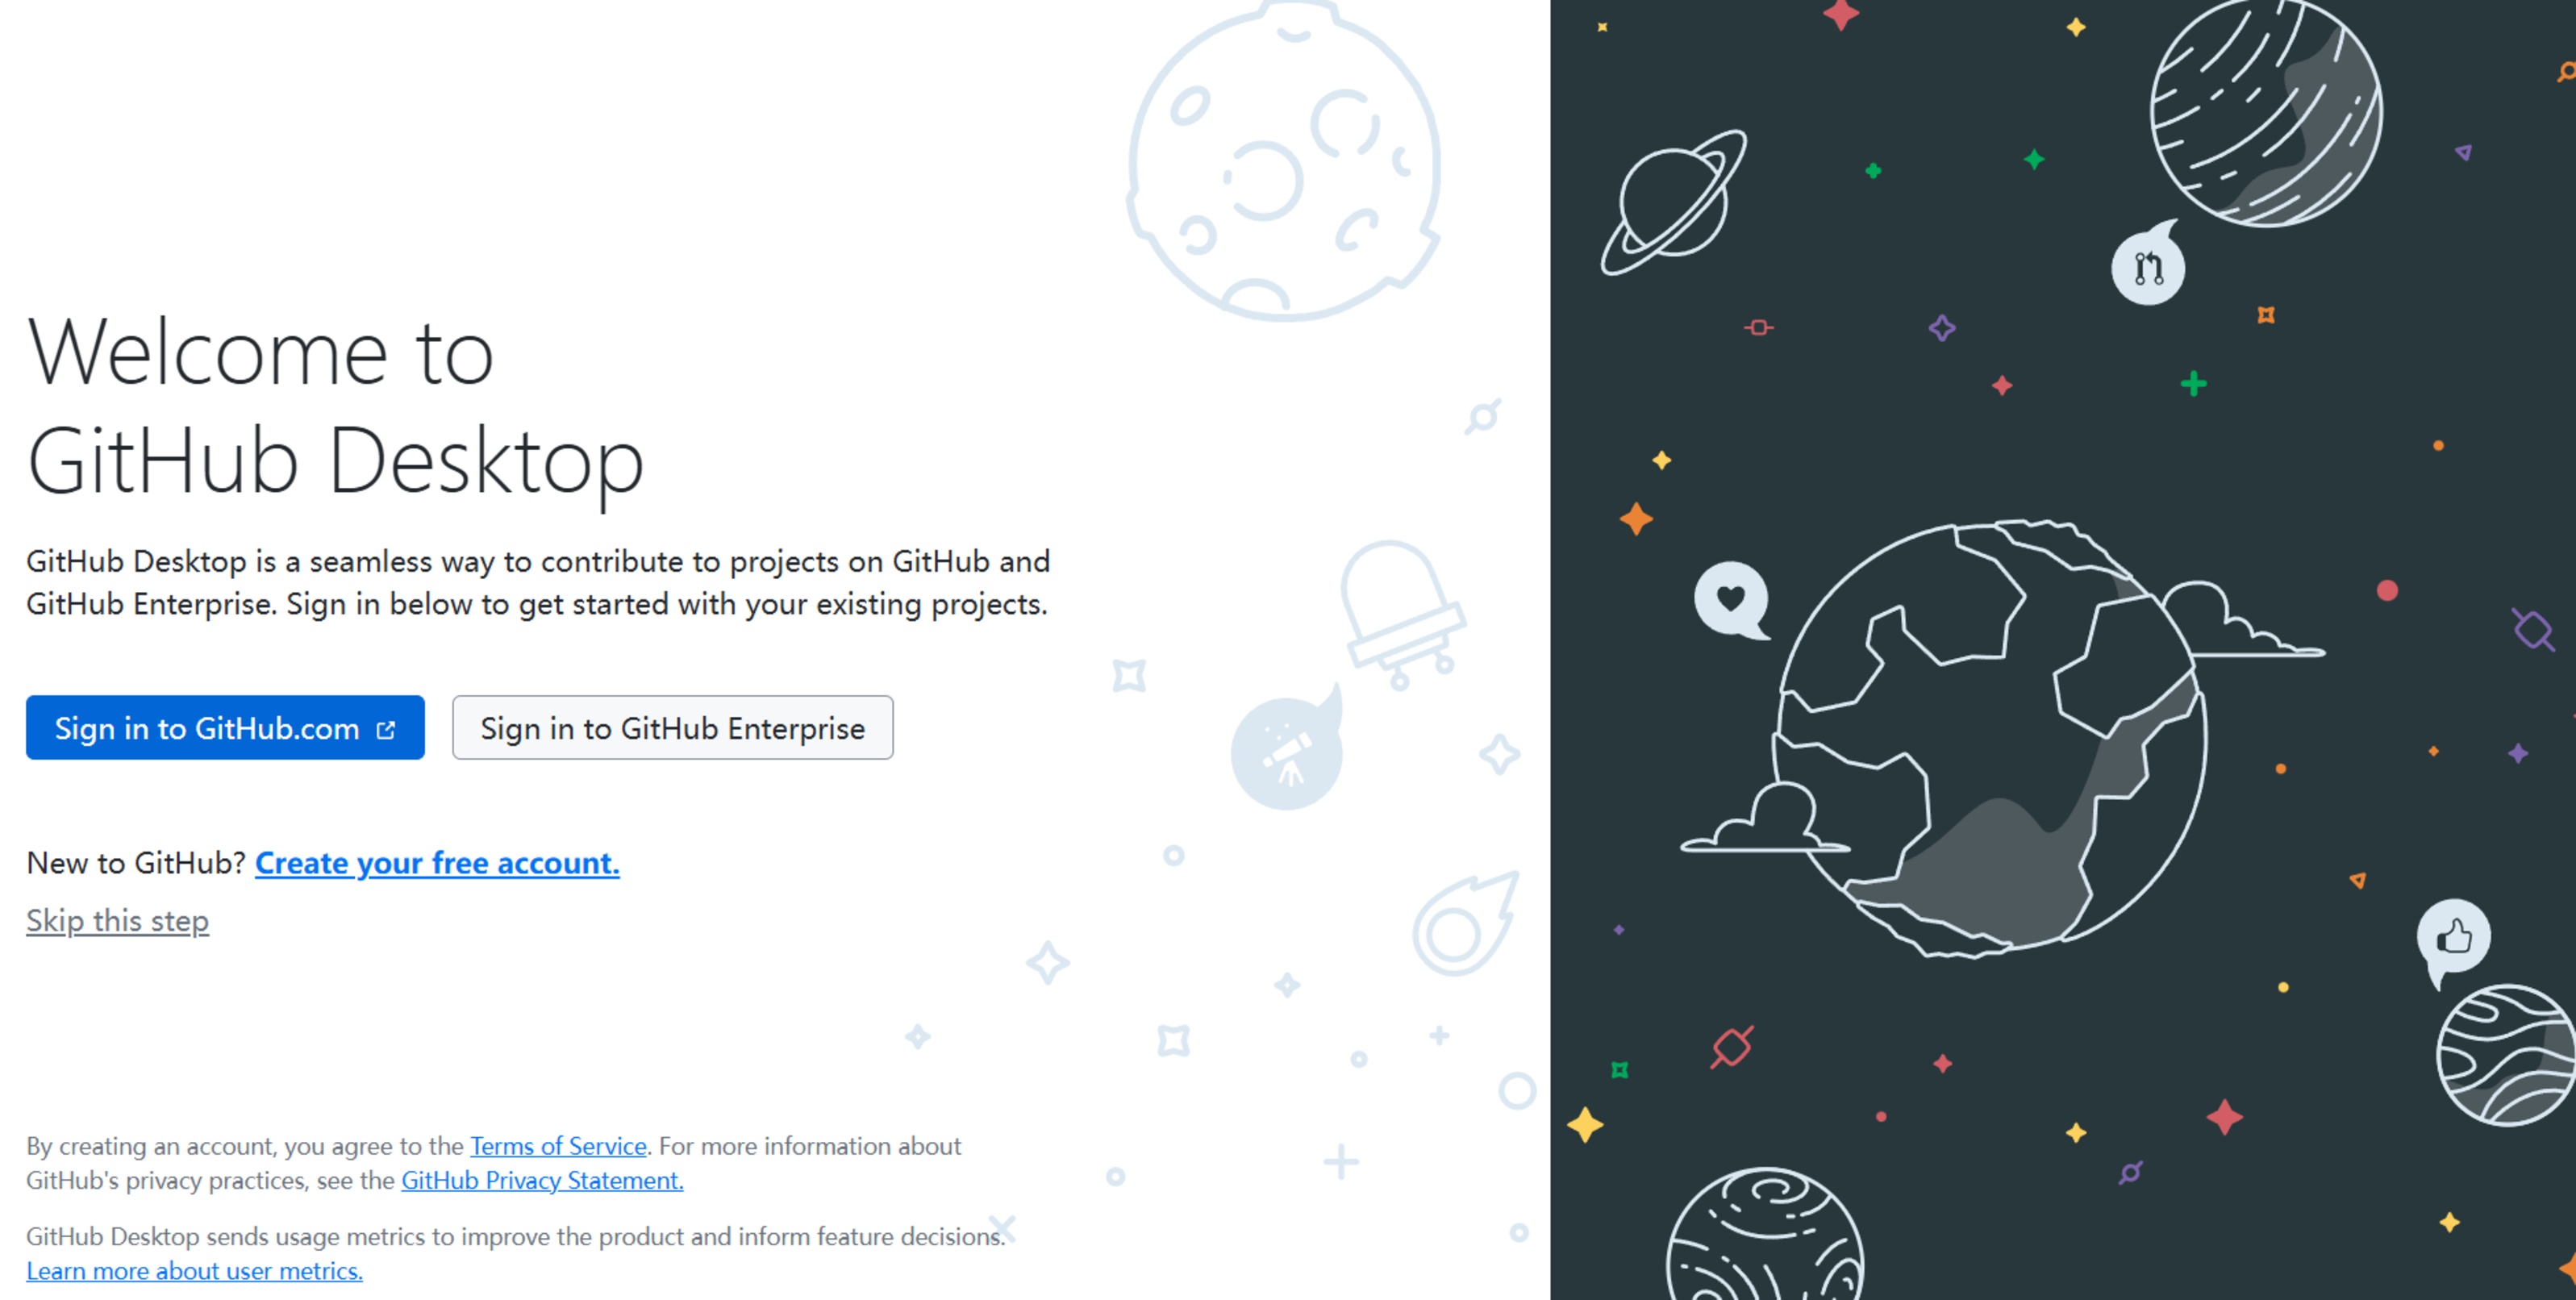 Welcome to
GitHub Desktop
GitHub Desktop is a seamless way to contribute to projects on GitHub and
GitHub Enterprise. Sign in below to get started with your existing projects.
Sign in to GitHub.com
Sign in to GitHub Enterprise
New to GitHub? Create your free account.
Skip this step
By creating an account, you agree to the Terms of Service. For more information about
GitHub's privacy practices, see the GitHub Privacy Statement.
GitHub Desktop sends usage metrics to improve the product and inform feature decisions.
Learn more about user metrics.